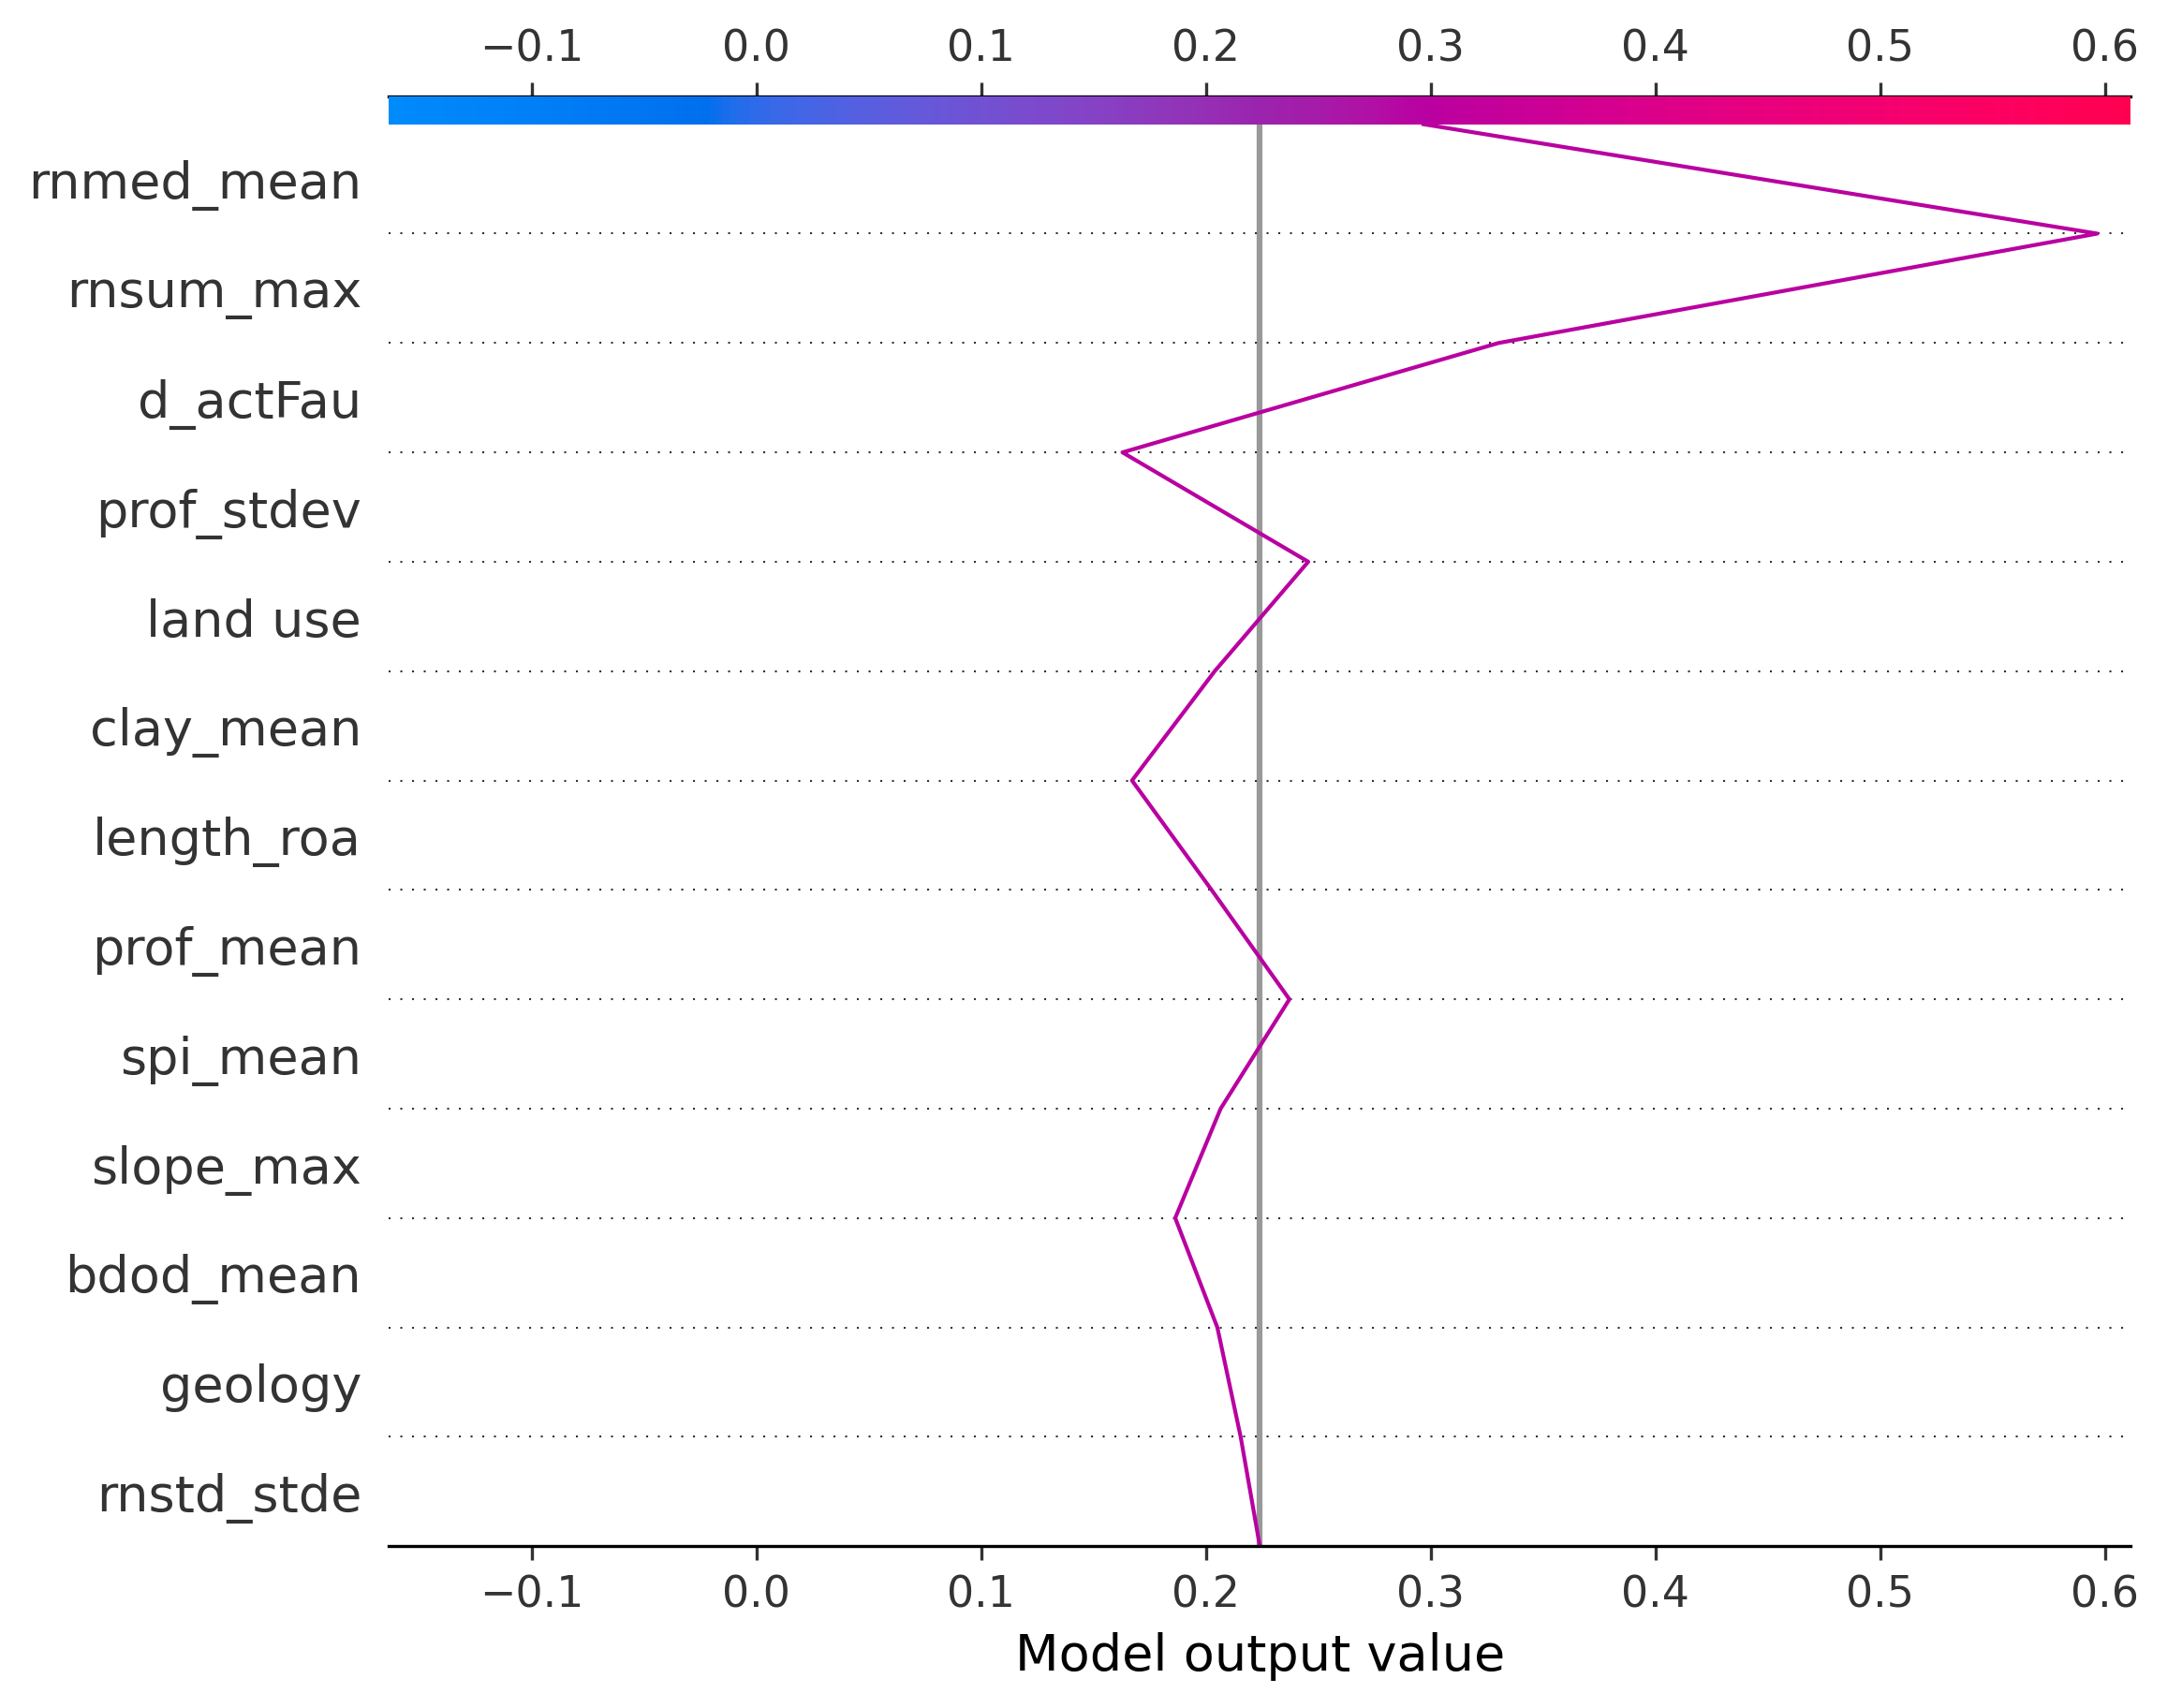 −0.1 0.0 0.1 0.2 0.3 0.4 0.5 0.6
rnmed_mean
rnsum_max
d_actFau
prof_stdev
land use
clay_mean
length_roa
prof_mean
spi_mean
slope_max
bdod_mean
geology
rnstd_stde
−0.1 0.0 0.1 0.2 0.3 0.4 0.5 0.6
Model output value